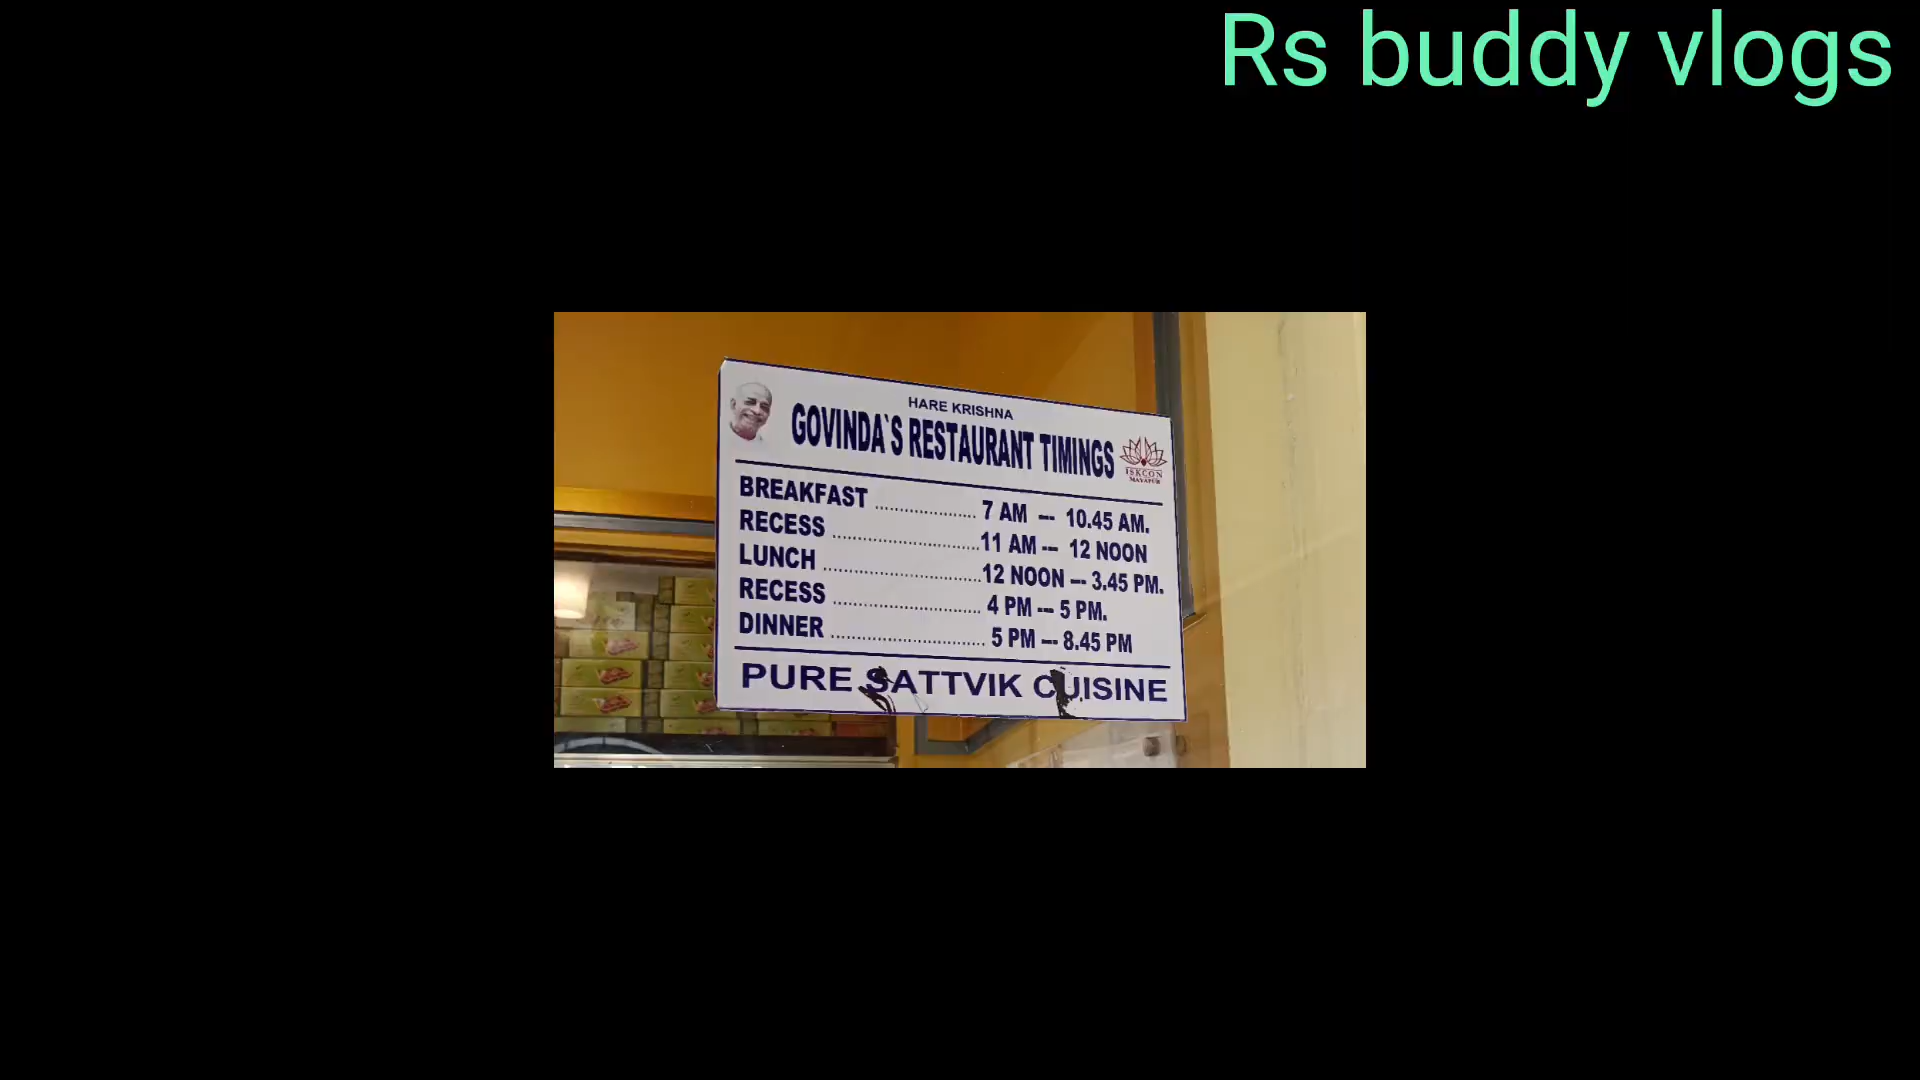 Rs buddy vlogs
HARE KRISHNA
GOVINDA`S RESTAURANT TIMINGS
ISKCON
MAYAPUR
BREAKFAST .................... 7 AM --- 10.45 AM.
RECESS ............................. 11 AM --- 12 NOON
LUNCH ............................... 12 NOON --- 3.45 PM.
RECESS ............................. 4 PM --- 5 PM.
DINNER ............................. 5 PM --- 8.45 PM
PURE SATTVIK CUISINE